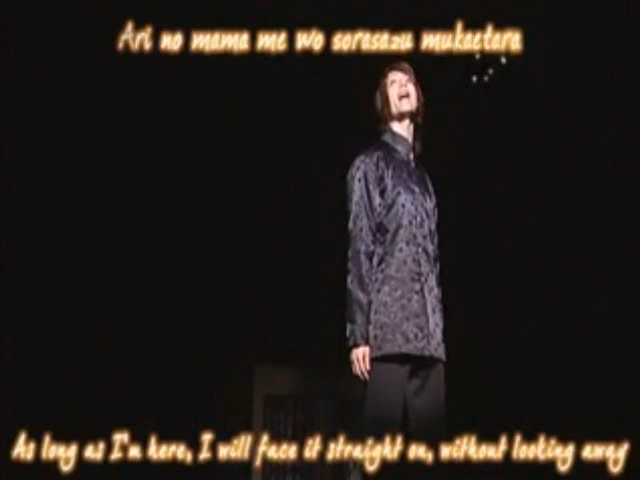 Ari no mama me wo sorasazu mukaetara
As long as I'm here, I will face it straight on, without looking away